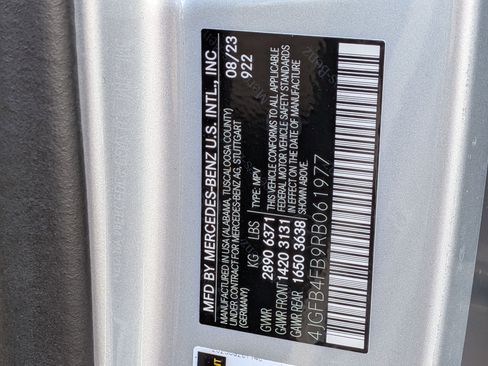 MFD BY MERCEDES-BENZ U.S. INTL., INC
MANUFACTURED IN USA (ALABAMA, TUSCALOOSA COUNTY)
UNDER CONTRACT FOR MERCEDES-BENZ AG, STUTTGART
08/23
922
TYPE: MPV
KG LBS
GVWR 2890 6371
GAWR FRONT 1420 3131
GAWR REAR 1650 3638
THIS VEHICLE CONFORMS TO ALL APPLICABLE
FEDERAL MOTOR VEHICLE SAFETY STANDARDS
IN EFFECT ON THE DATE OF MANUFACTURE
SHOWN ABOVE.
4JGFB4FB9RB061977